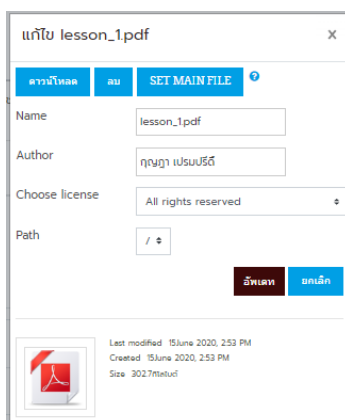 แก้ไข lesson_1.pdf x
ดาวน์โหลด ลบ SET MAIN FILE ?
Name lesson_1.pdf
Author กุญฎา เปรมปรีดี
Choose license All rights reserved
Path /
อัพเดท ยกเลิก
Last modified 15June 2020, 2:53 PM
Created 15June 2020, 2:53 PM
Size 302.7กิโลไบต์